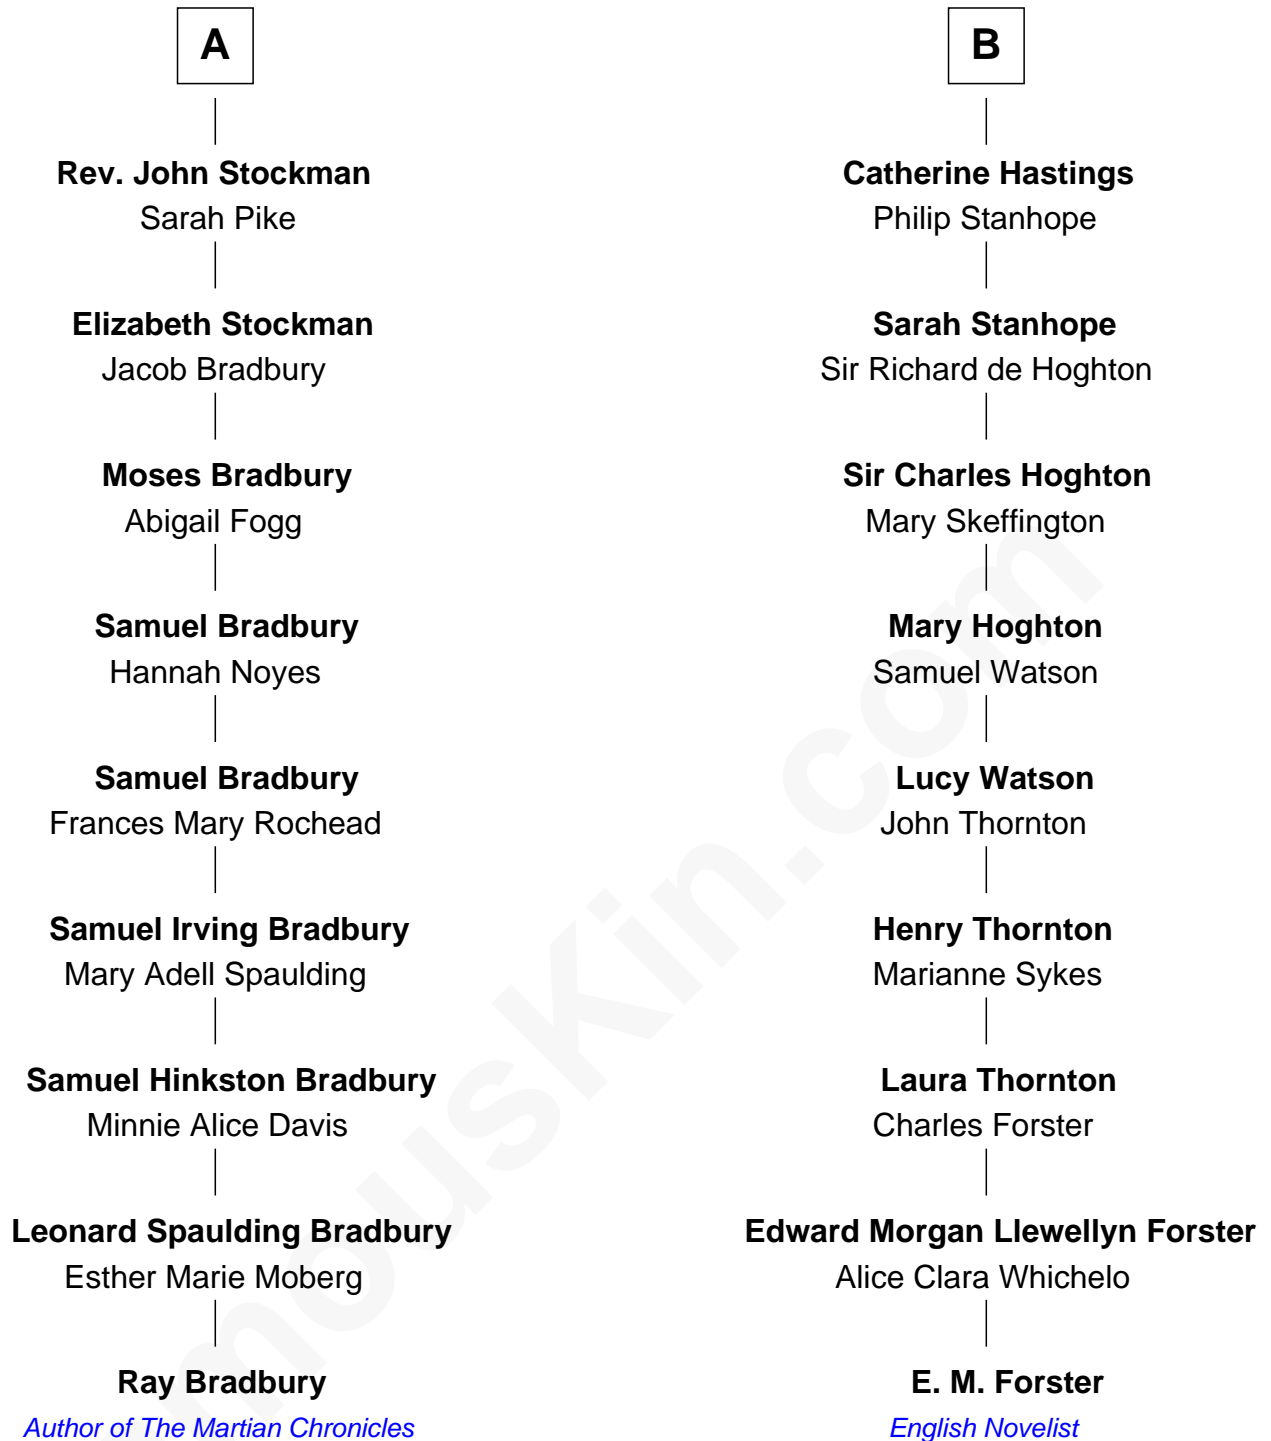 A
Rev. John Stockman
Sarah Pike
Elizabeth Stockman
Jacob Bradbury
Moses Bradbury
Abigail Fogg
Samuel Bradbury
Hannah Noyes
Samuel Bradbury
Frances Mary Rochead
Samuel Irving Bradbury
Mary Adell Spaulding
Samuel Hinkston Bradbury
Minnie Alice Davis
Leonard Spaulding Bradbury
Esther Marie Moberg
Ray Bradbury
Author of The Martian Chronicles
B
Catherine Hastings
Philip Stanhope
Sarah Stanhope
Sir Richard de Hoghton
Sir Charles Hoghton
Mary Skeffington
Mary Hoghton
Samuel Watson
Lucy Watson
John Thornton
Henry Thornton
Marianne Sykes
Laura Thornton
Charles Forster
Edward Morgan Llewellyn Forster
Alice Clara Whichelo
E. M. Forster
English Novelist
mousKin.com